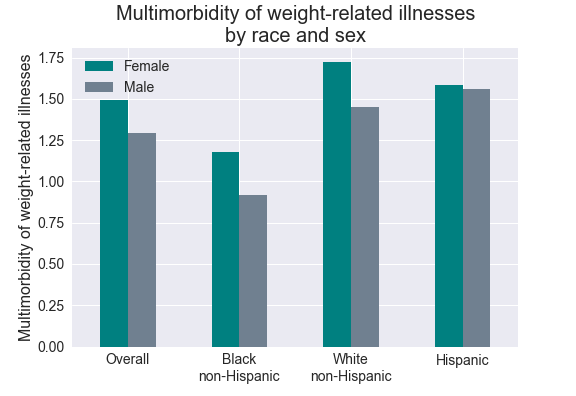 Multimorbidity of weight-related illnesses
by race and sex
Multimorbidity of weight-related illnesses
Female
Male
1.75
1.50
1.25
1.00
0.75
0.50
0.25
0.00
Overall
Black
non-Hispanic
White
non-Hispanic
Hispanic